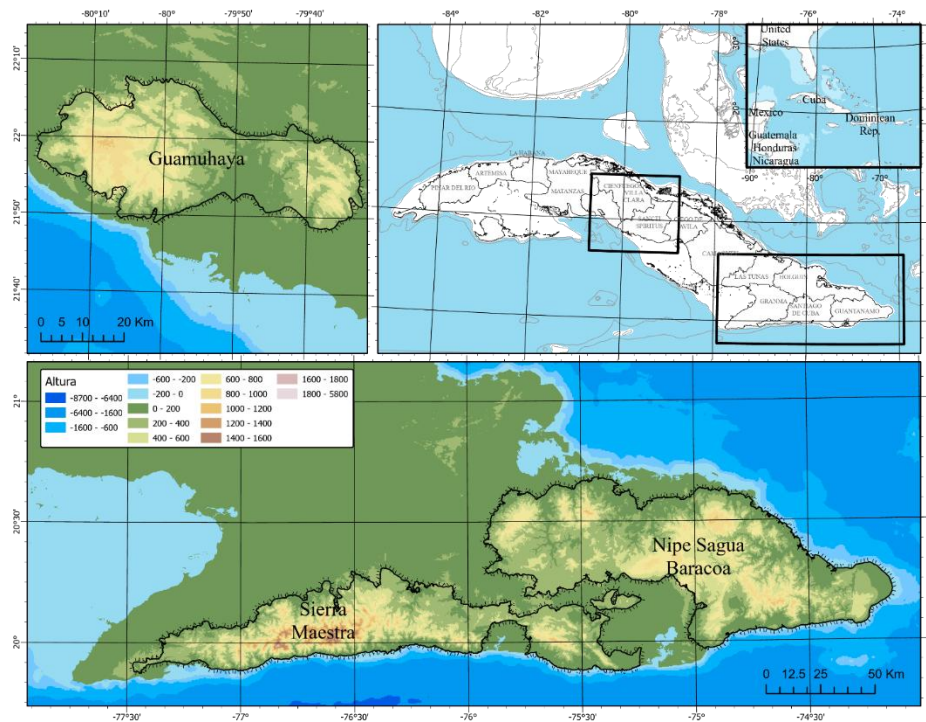 -80°10'
-80°
-79°50'
-79°40'
22°10'
22°
21°50'
21°40'
Guamuhaya
0 5 10 20 Km
-84°
-82°
-80°
-78°
-76°
-74°
United
States
30°
20°
Cuba
Mexico
Dominican
Rep.
Guatemala
Honduras
Nicaragua
-90°
-80°
-70°
LA HABANA
ARTEMISA
MAYABEQUE
PINAR DEL RIO
MATANZAS
VILLA
CLARA
SANCTI
SPIRITUS
LAS TUNAS
HOLGUIN
GRANMA
SANTIAGO
DE CUBA
GUANTANAMO
Altura
-8700 - -6400
-6400 - -1600
-1600 - -600
-600 - -200
-200 - 0
0 - 200
200 - 400
400 - 600
600 - 800
800 - 1000
1000 - 1200
1200 - 1400
1400 - 1600
1600 - 1800
1800 - 5800
21°
20°30'
20°
Nipe Sagua
Baracoa
Sierra
Maestra
0 12.5 25 50 Km
-77°30'
-77°
-76°30'
-76°
-75°30'
-75°
-74°30'